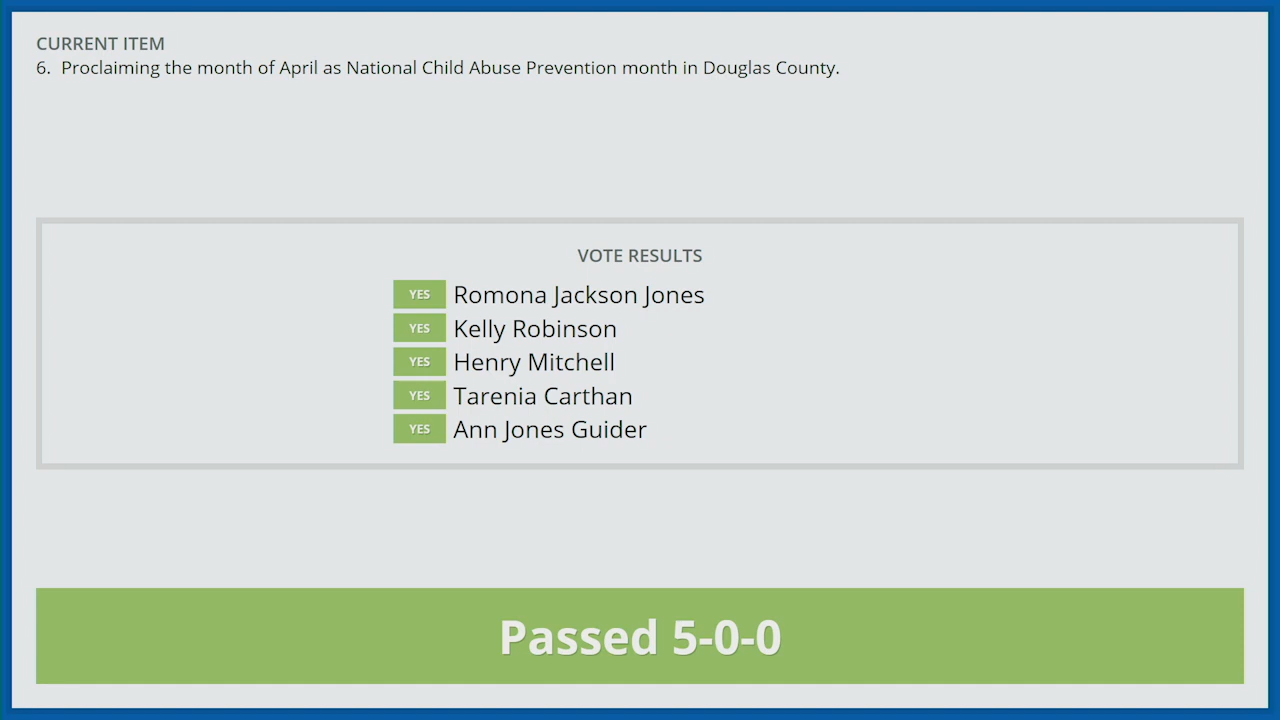 CURRENT ITEM
6. Proclaiming the month of April as National Child Abuse Prevention month in Douglas County.
VOTE RESULTS
YES Romona Jackson Jones
YES Kelly Robinson
YES Henry Mitchell
YES Tarenia Carthan
YES Ann Jones Guider
Passed 5-0-0